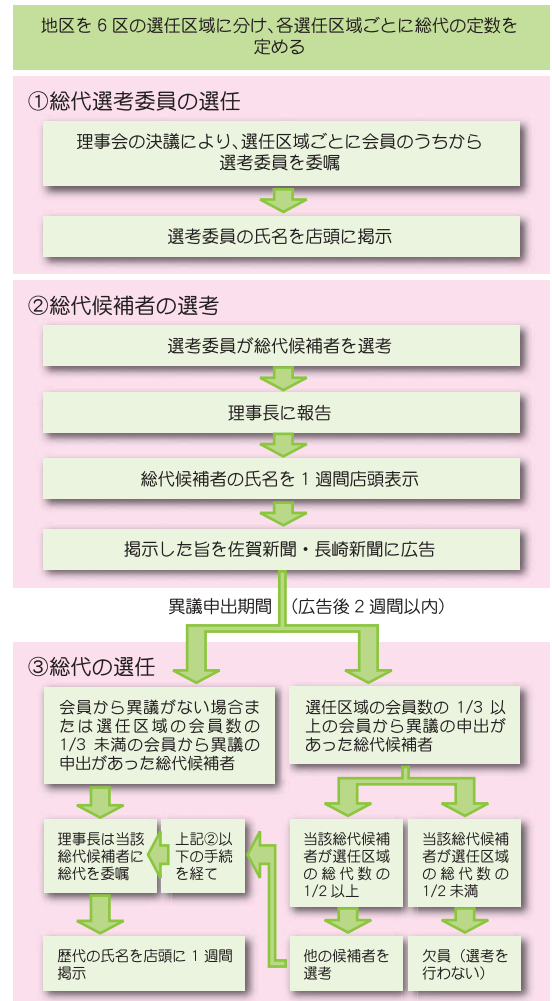 地区を6区の選任区域に分け、各選任区域ごとに総代の定数を
定める
①総代選考委員の選任
理事会の決議により、選任区域ごとに会員のうちから
選考委員を委嘱
選考委員の氏名を店頭に掲示
②総代候補者の選考
選考委員が総代候補者を選考
理事長に報告
総代候補者の氏名を1週間店頭表示
掲示した旨を佐賀新聞・長崎新聞に広告
異議申出期間（広告後2週間以内）
③総代の選任
会員から異議がない場合ま
たは選任区域の会員数の
1/3未満の会員から異議の
申出があった総代候補者
選任区域の会員数の1/3以
上の会員から異議の申出が
あった総代候補者
理事長は当該
総代候補者に
総代を委嘱
上記②以
下の手続
を経て
当該総代候補
者が選任区域
の総代数の
1/2以上
当該総代候補
者が選任区域
の総代数の
1/2未満
歴代の氏名を店頭に1週間
掲示
他の候補者を
選考
欠員（選考を
行わない）